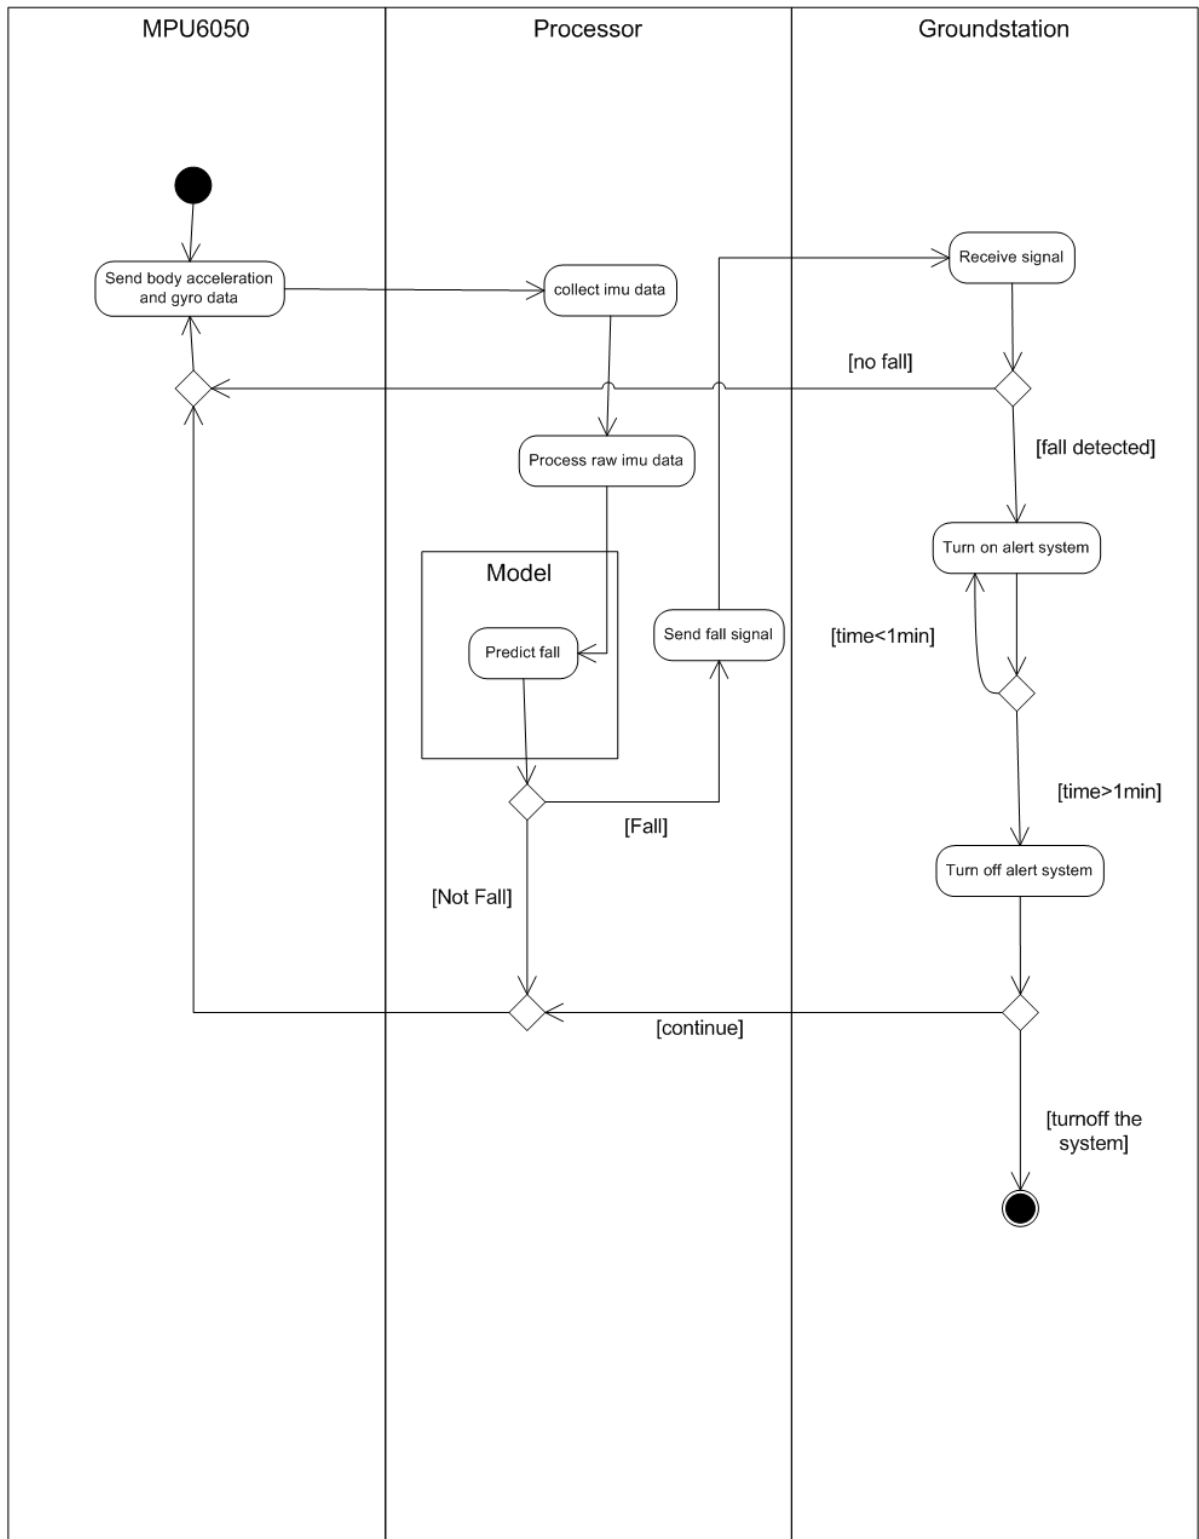 MPU6050
Processor
Groundstation
Send body acceleration
and gyro data
collect imu data
Receive signal
[no fall]
[fall detected]
Process raw imu data
Turn on alert system
Model
Send fall signal
[time<1min]
Predict fall
[time>1min]
[Fall]
Turn off alert system
[Not Fall]
[continue]
[turnoff the
system]